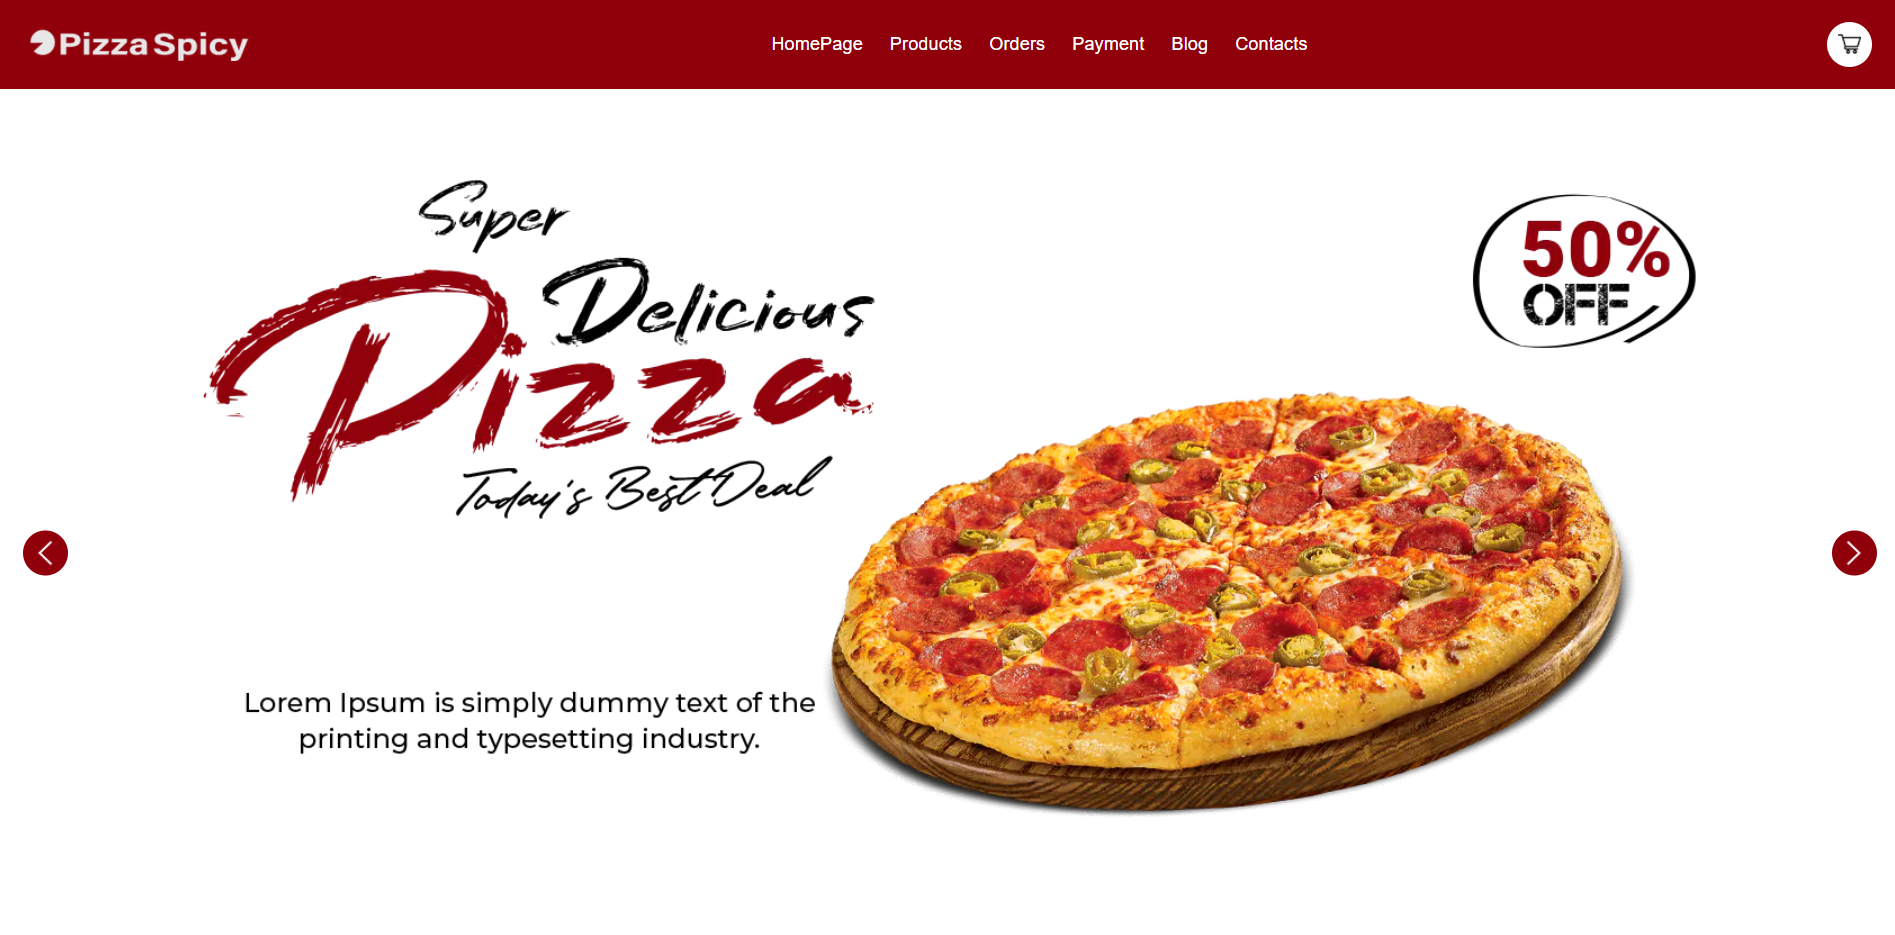 Pizza Spicy
HomePage Products Orders Payment Blog Contacts
Super
Delicious
Pizza
Today's Best Deal
50%
OFF
Lorem Ipsum is simply dummy text of the
printing and typesetting industry.